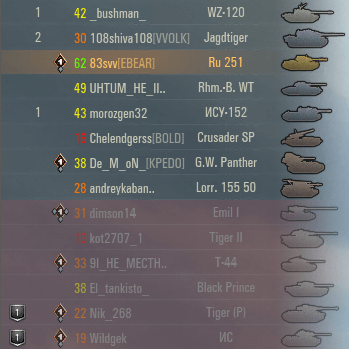 1 42 _bushman_ WZ-120
2 30 108shiva108[VVOLK] Jagdtiger
62 83svv[EBEAR] Ru 251
49 UHTUM_HE_II.. Rhm.-B. WT
1 43 morozgen32 ИСУ-152
Chelendgerss[BOLD] Crusader SP
38 De_M_oN_[KPEDO] G.W. Panther
28 andreykaban.. Lorr. 155 50
31 dimson14 Emil I
kot2707_1 Tiger II
33 9I_HE_MECTH.. T-44
38 El_tankisto_ Black Prince
1 22 Nik_268 Tiger (P)
1 19 Wildgek ИС